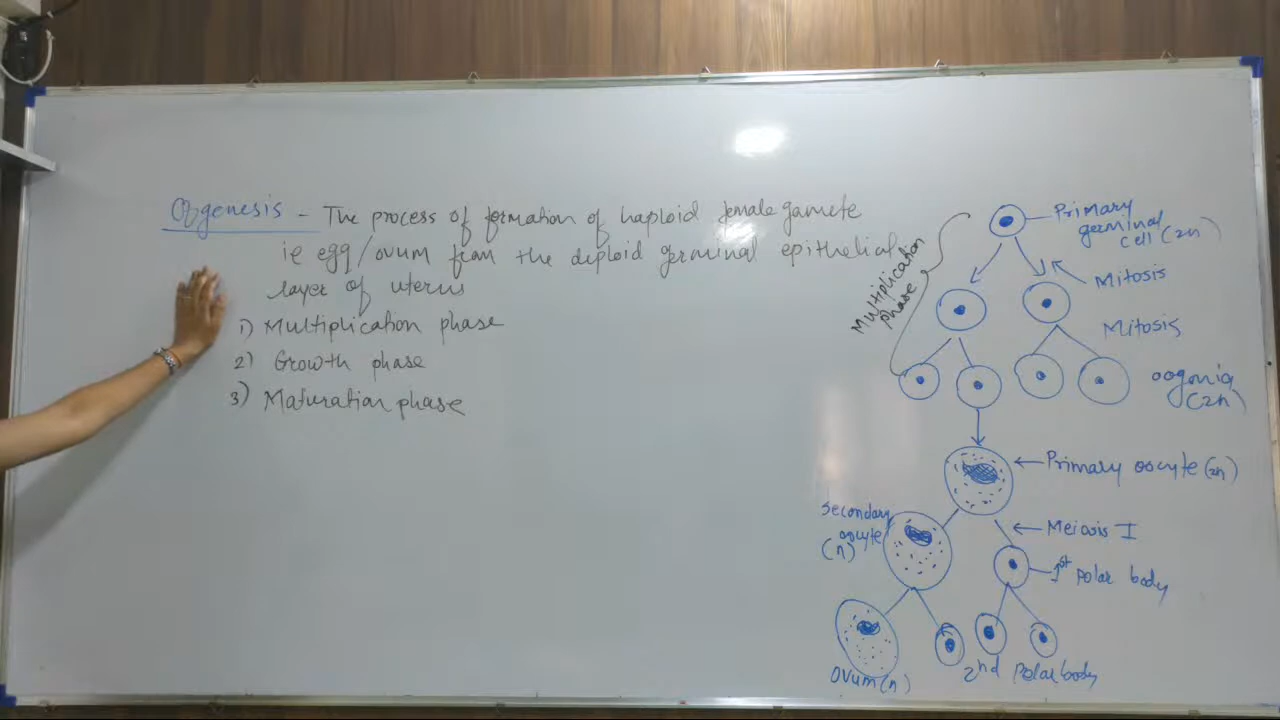 Oogenesis - The process of formation of haploid female gamete
ie egg/ovum from the diploid germinal epithelical
layer of uterus
1) Multiplication phase
2) Growth phase
3) Maturation phase
Multiplication
phase
Primary
germinal
cell (2n)
Mitosis
Mitosis
oogonia
(2n)
Primary oocyte (2n)
Secondary
oocyte
(n)
Meiosis I
1st polar body
Ovum (n)
2nd polar body